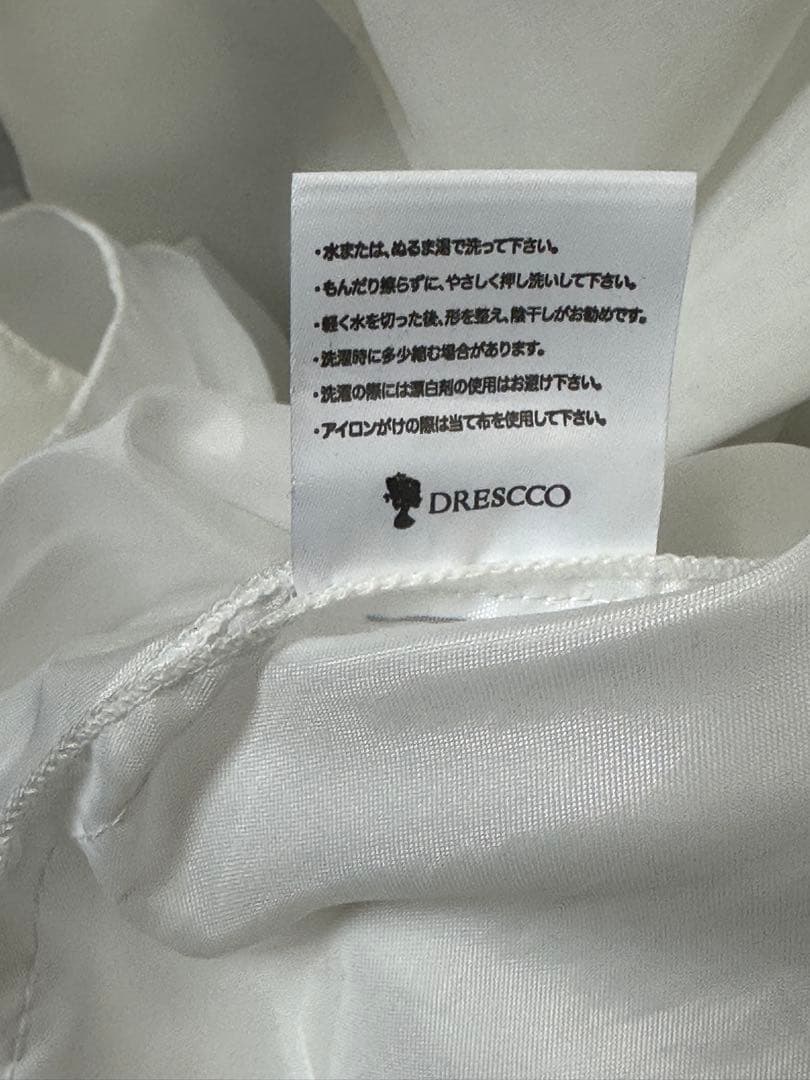 ・水または、ぬるま湯で洗って下さい。
・もんだり擦らずに、やさしく押し洗いして下さい。
・軽く水を切った後、形を整え、陰干しがお勧めです。
・洗濯時に多少縮む場合があります。
・洗濯の際には漂白剤の使用はお避け下さい。
・アイロンがけの際は当て布を使用して下さい。
DRESCCO